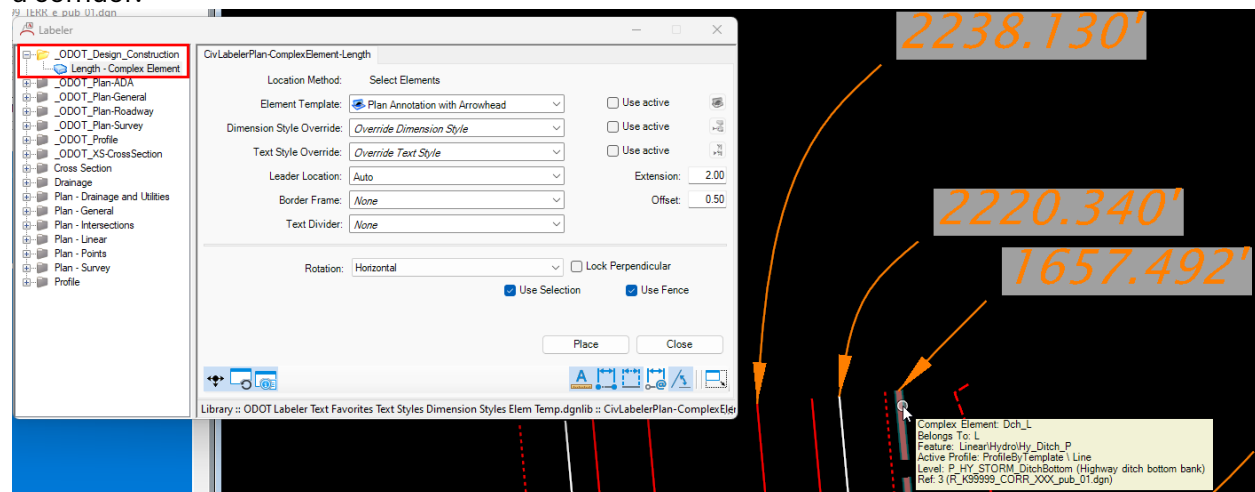 Labeler
_ODOT_Design_Construction
Length - Complex Element
_ODOT_Plan-ADA
_ODOT_Plan-General
_ODOT_Plan-Roadway
_ODOT_Plan-Survey
_ODOT_Profile
_ODOT_XS-CrossSection
Cross Section
Drainage
Plan - Drainage and Utilities
Plan - General
Plan - Intersections
Plan - Linear
Plan - Points
Plan - Survey
Profile
CivLabelerPlan-ComplexElement-Length
Location Method: Select Elements
Element Template: Plan Annotation with Arrowhead Use active
Dimension Style Override: Override Dimension Style Use active
Text Style Override: Override Text Style Use active
Leader Location: Auto Extension: 2.00
Border Frame: None Offset: 0.50
Text Divider: None
Rotation: Horizontal Lock Perpendicular
Use Selection Use Fence
Place Close
Library :: ODOT Labeler Text Favorites Text Styles Dimension Styles Elem Temp.dgnlib :: CivLabelerPlan-ComplexEler
2238.130'
2220.340'
1657.492'
Complex Element: Dch_L
Belongs To: L
Feature: Linear\Hydro\Hy_Ditch_P
Active Profile: ProfileByTemplate \ Line
Level: P_HY_STORM_DitchBottom (Highway ditch bottom bank)
Ref: 3 (R_K99999_CORR_XXX_pub_01.dgn)